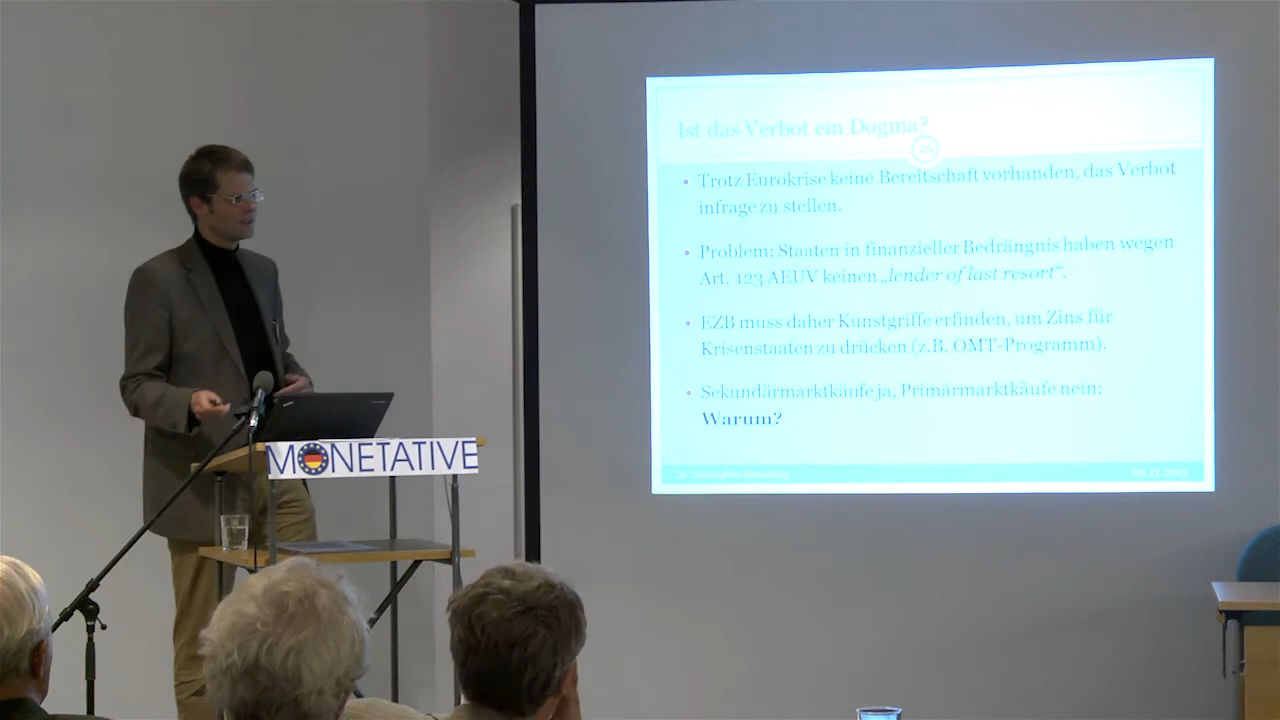 Ist das Verbot ein Dogma?
• Trotz Eurokrise keine Bereitschaft vorhanden, das Verbot
infrage zu stellen.
• Problem: Staaten in finanzieller Bedrängnis haben wegen
Art. 123 AEUV keinen „lender of last resort“.
• EZB muss daher Kunstgriffe erfinden, um Zins für
Krisenstaaten zu drücken (z.B. OMT-Programm).
• Sekundärmarktkäufe ja, Primärmarktkäufe nein:
Warum?
MONETATIVE